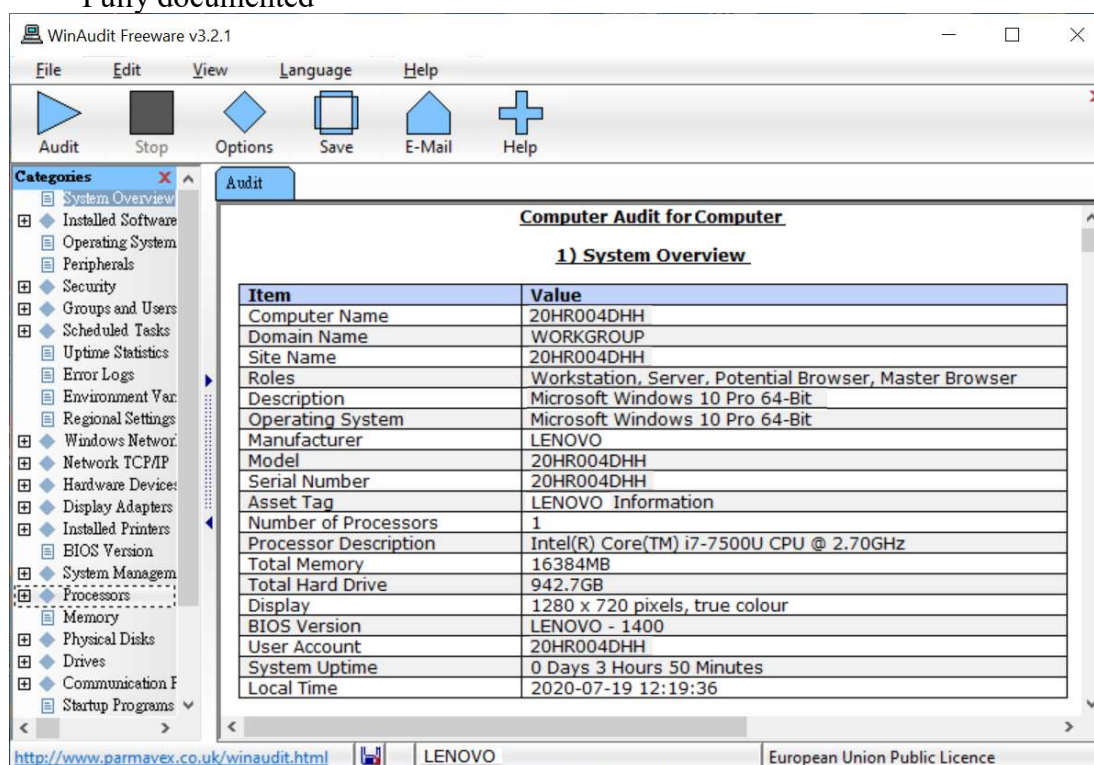 Fully documented
WinAudit Freeware v3.2.1
File Edit View Language Help
Audit Stop Options Save E-Mail Help
Categories
Audit
System Overview
Installed Software
Operating System
Peripherals
Security
Groups and Users
Scheduled Tasks
Uptime Statistics
Error Logs
Environment Var
Regional Settings
Windows Networ
Network TCP/IP
Hardware Devices
Display Adapters
Installed Printers
BIOS Version
System Managem
Processors
Memory
Physical Disks
Drives
Communication P
Startup Programs
Computer Audit for Computer
1) System Overview
Item Value
Computer Name 20HR004DHH
Domain Name WORKGROUP
Site Name 20HR004DHH
Roles Workstation, Server, Potential Browser, Master Browser
Description Microsoft Windows 10 Pro 64-Bit
Operating System Microsoft Windows 10 Pro 64-Bit
Manufacturer LENOVO
Model 20HR004DHH
Serial Number 20HR004DHH
Asset Tag LENOVO Information
Number of Processors 1
Processor Description Intel(R) Core(TM) i7-7500U CPU @ 2.70GHz
Total Memory 16384MB
Total Hard Drive 942.7GB
Display 1280 x 720 pixels, true colour
BIOS Version LENOVO - 1400
User Account 20HR004DHH
System Uptime 0 Days 3 Hours 50 Minutes
Local Time 2020-07-19 12:19:36
http://www.parmavex.co.uk/winaudit.html LENOVO European Union Public Licence